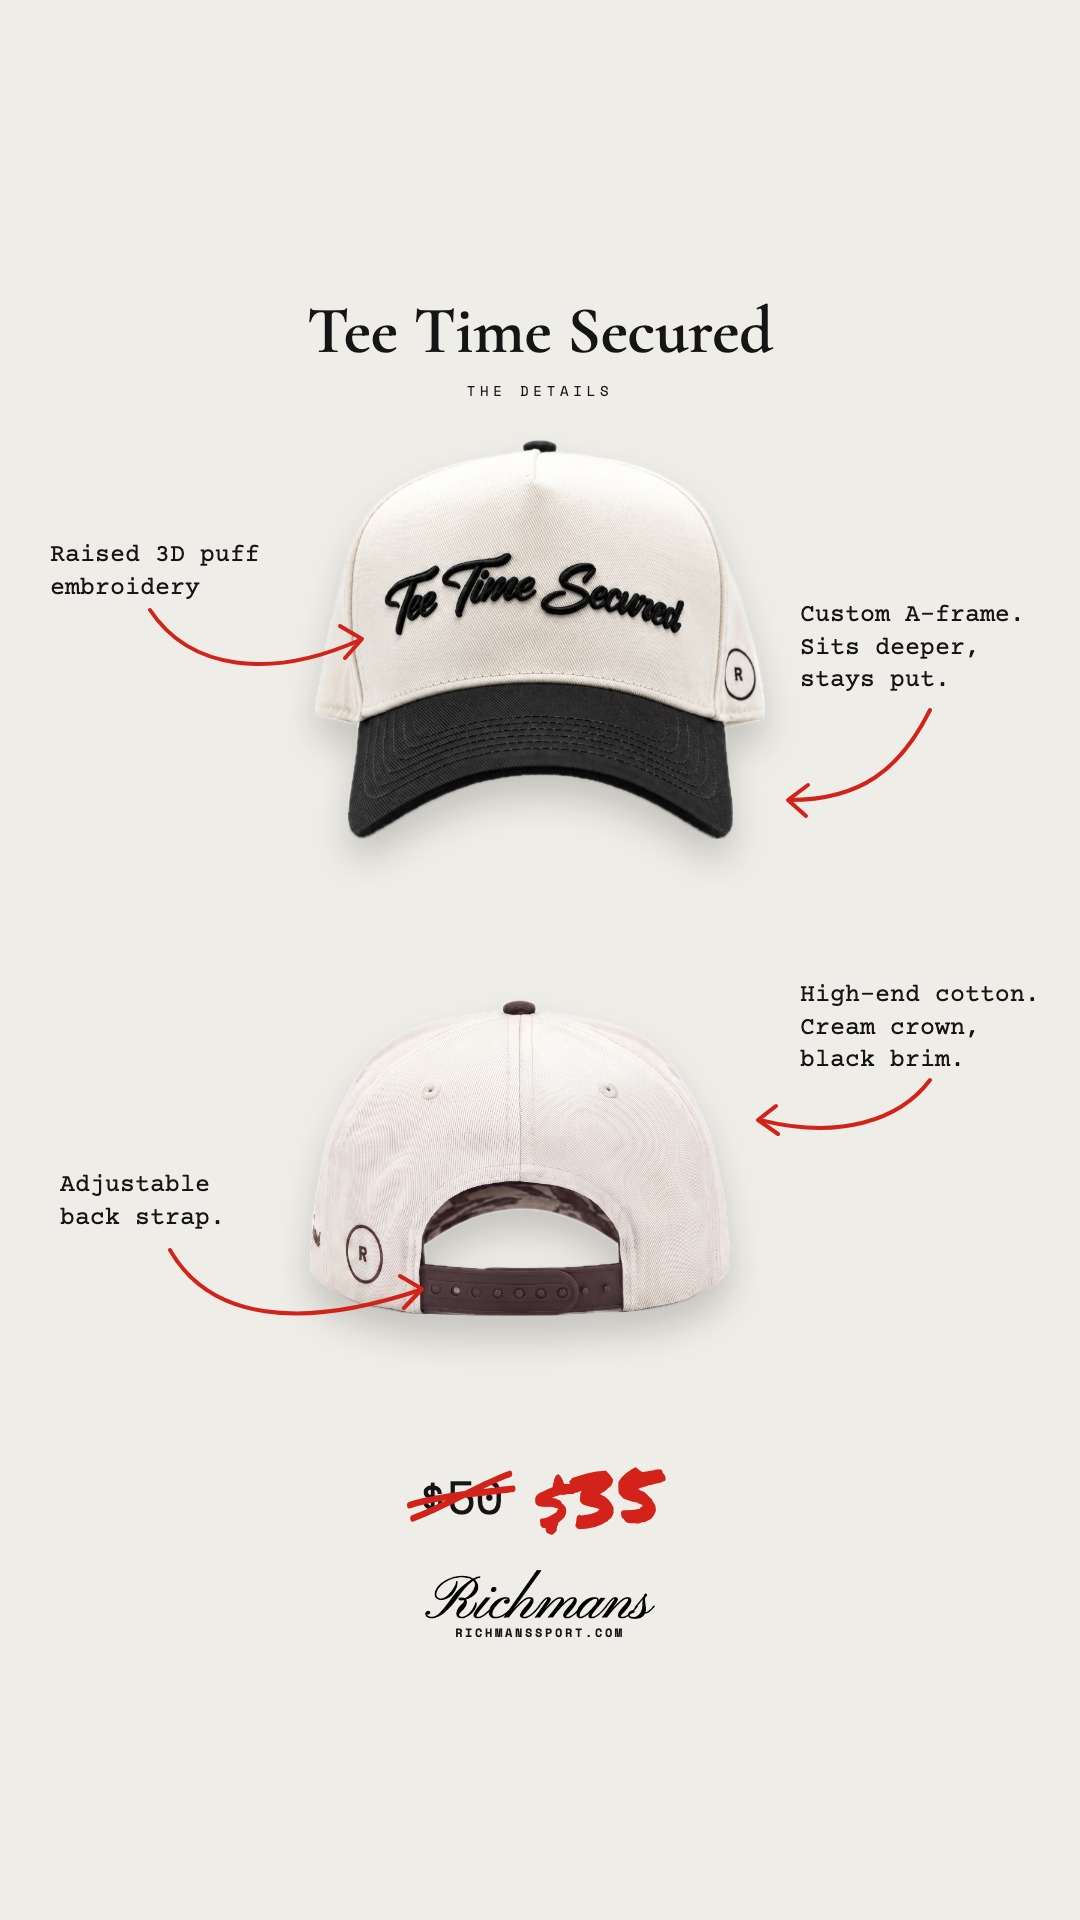 Tee Time Secured
THE DETAILS
Raised 3D puff
embroidery
Tee Time Secured
R
Custom A-frame.
Sits deeper,
stays put.
High-end cotton.
Cream crown,
black brim.
Adjustable
back strap.
R
$50 $35
Richmans
RICHMANSSPORT.COM